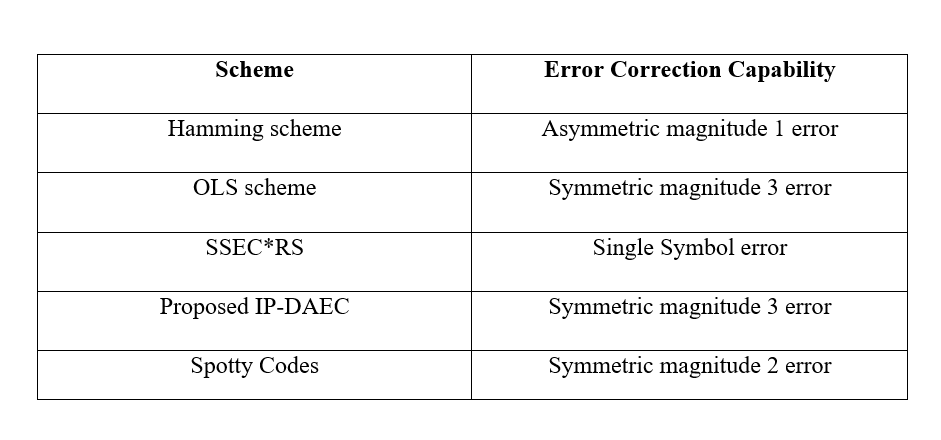 Scheme Error Correction Capability
Hamming scheme Asymmetric magnitude 1 error
OLS scheme Symmetric magnitude 3 error
SSEC*RS Single Symbol error
Proposed IP-DAEC Symmetric magnitude 3 error
Spotty Codes Symmetric magnitude 2 error